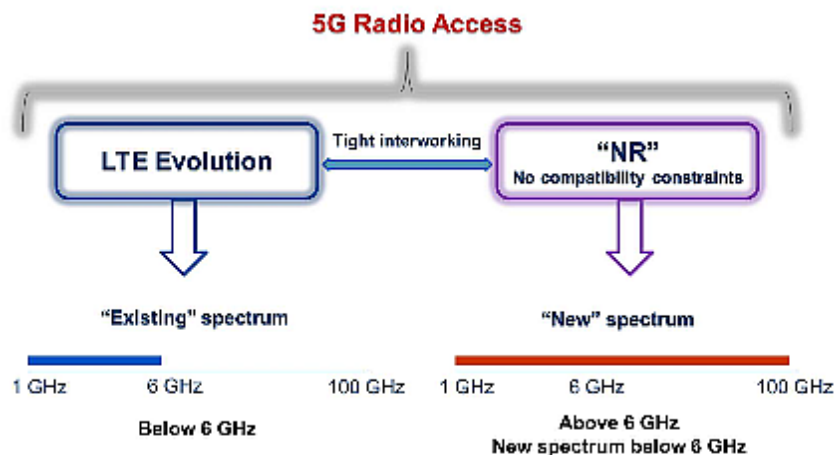 5G Radio Access
LTE Evolution
Tight interworking
“NR”
No compatibility constraints
“Existing” spectrum
“New” spectrum
1 GHz 6 GHz 100 GHz
1 GHz 6 GHz 100 GHz
Below 6 GHz
Above 6 GHz
New spectrum below 6 GHz